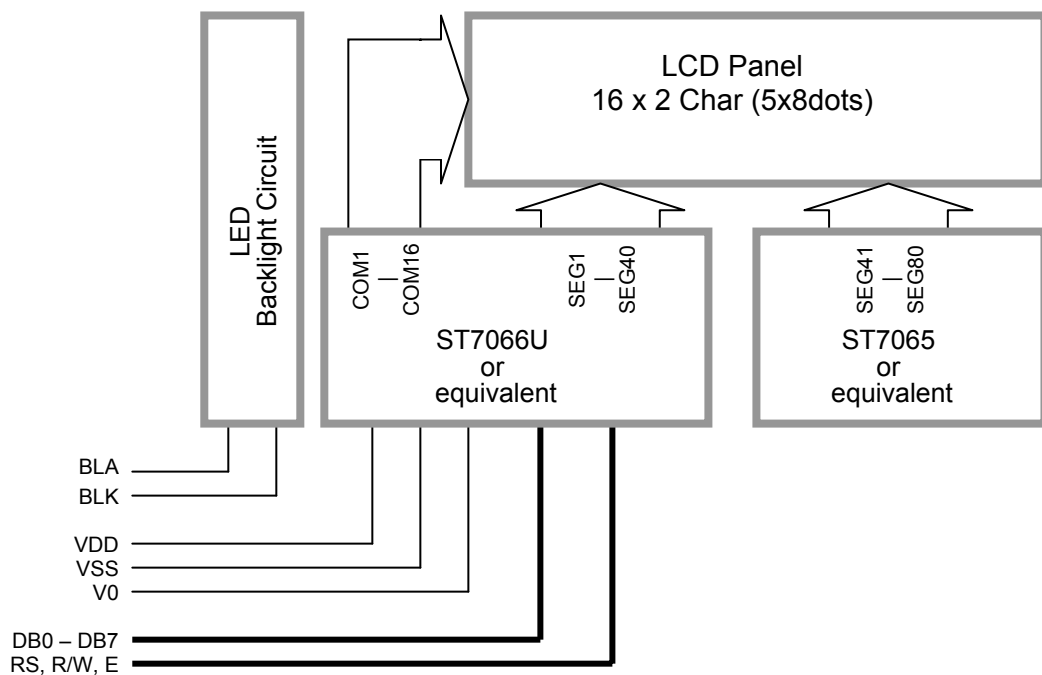 LCD Panel
16 x 2 Char (5x8dots)
LED
Backlight Circuit
COM1
—
COM16
SEG1
—
SEG40
ST7066U
or
equivalent
SEG41
—
SEG80
ST7065
or
equivalent
BLA
BLK
VDD
VSS
V0
DB0 – DB7
RS, R/W, E